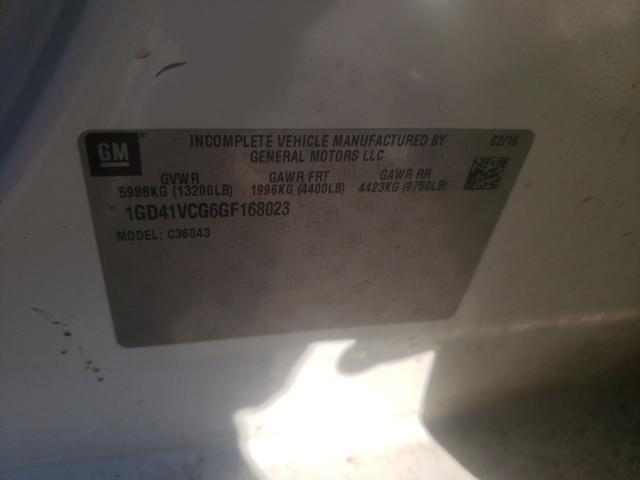 GM
INCOMPLETE VEHICLE MANUFACTURED BY
GENERAL MOTORS LLC
02/16
GVWR GAWR FRT GAWR RR
5988KG (13200LB) 1996KG (4400LB) 4423KG (9750LB)
1GD41VCG6GF168023
MODEL: C36043